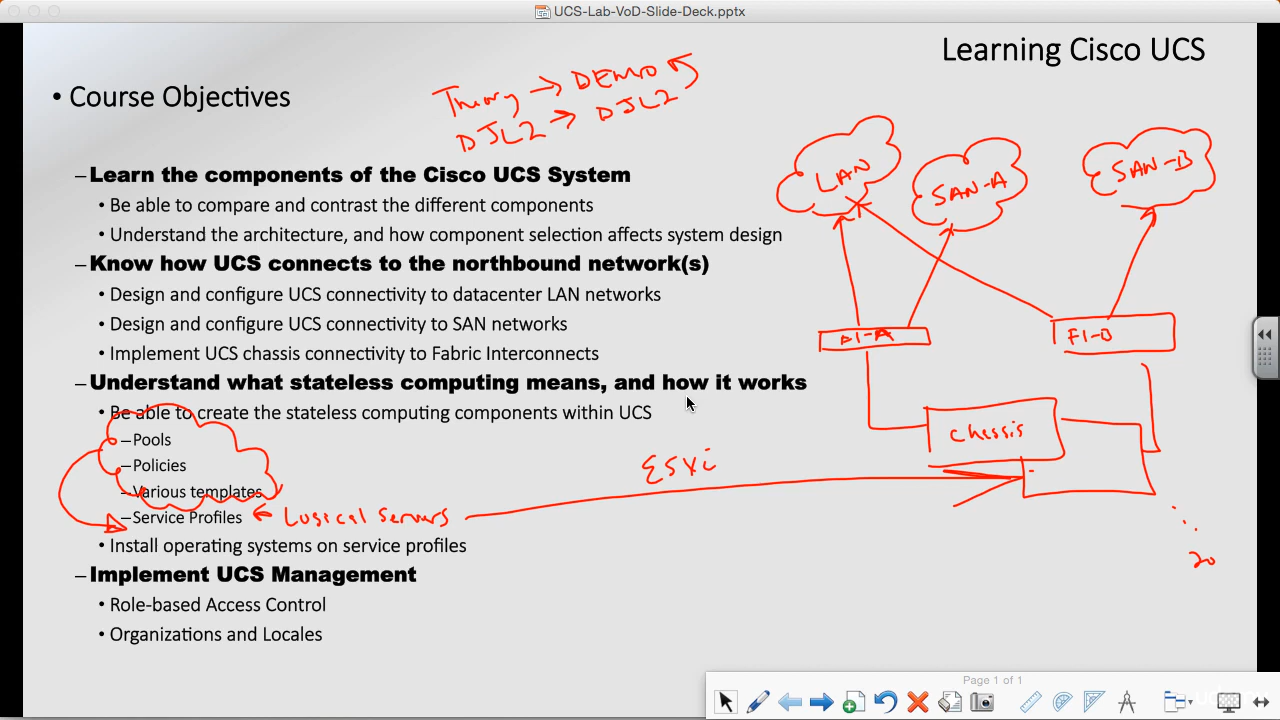 UCS-Lab-VoD-Slide-Deck.pptx
Learning Cisco UCS
• Course Objectives
Theory → DEMO
DJL2 → DJL2
–Learn the components of the Cisco UCS System
• Be able to compare and contrast the different components
• Understand the architecture, and how component selection affects system design
–Know how UCS connects to the northbound network(s)
• Design and configure UCS connectivity to datacenter LAN networks
• Design and configure UCS connectivity to SAN networks
• Implement UCS chassis connectivity to Fabric Interconnects
–Understand what stateless computing means, and how it works
• Be able to create the stateless computing components within UCS
–Pools
–Policies
–Various templates
–Service Profiles ← Logical Servers
• Install operating systems on service profiles
–Implement UCS Management
• Role-based Access Control
• Organizations and Locales
LAN
SAN-A
SAN-B
FI-A
FI-B
Chassis
ESXi
20
Page 1 of 1